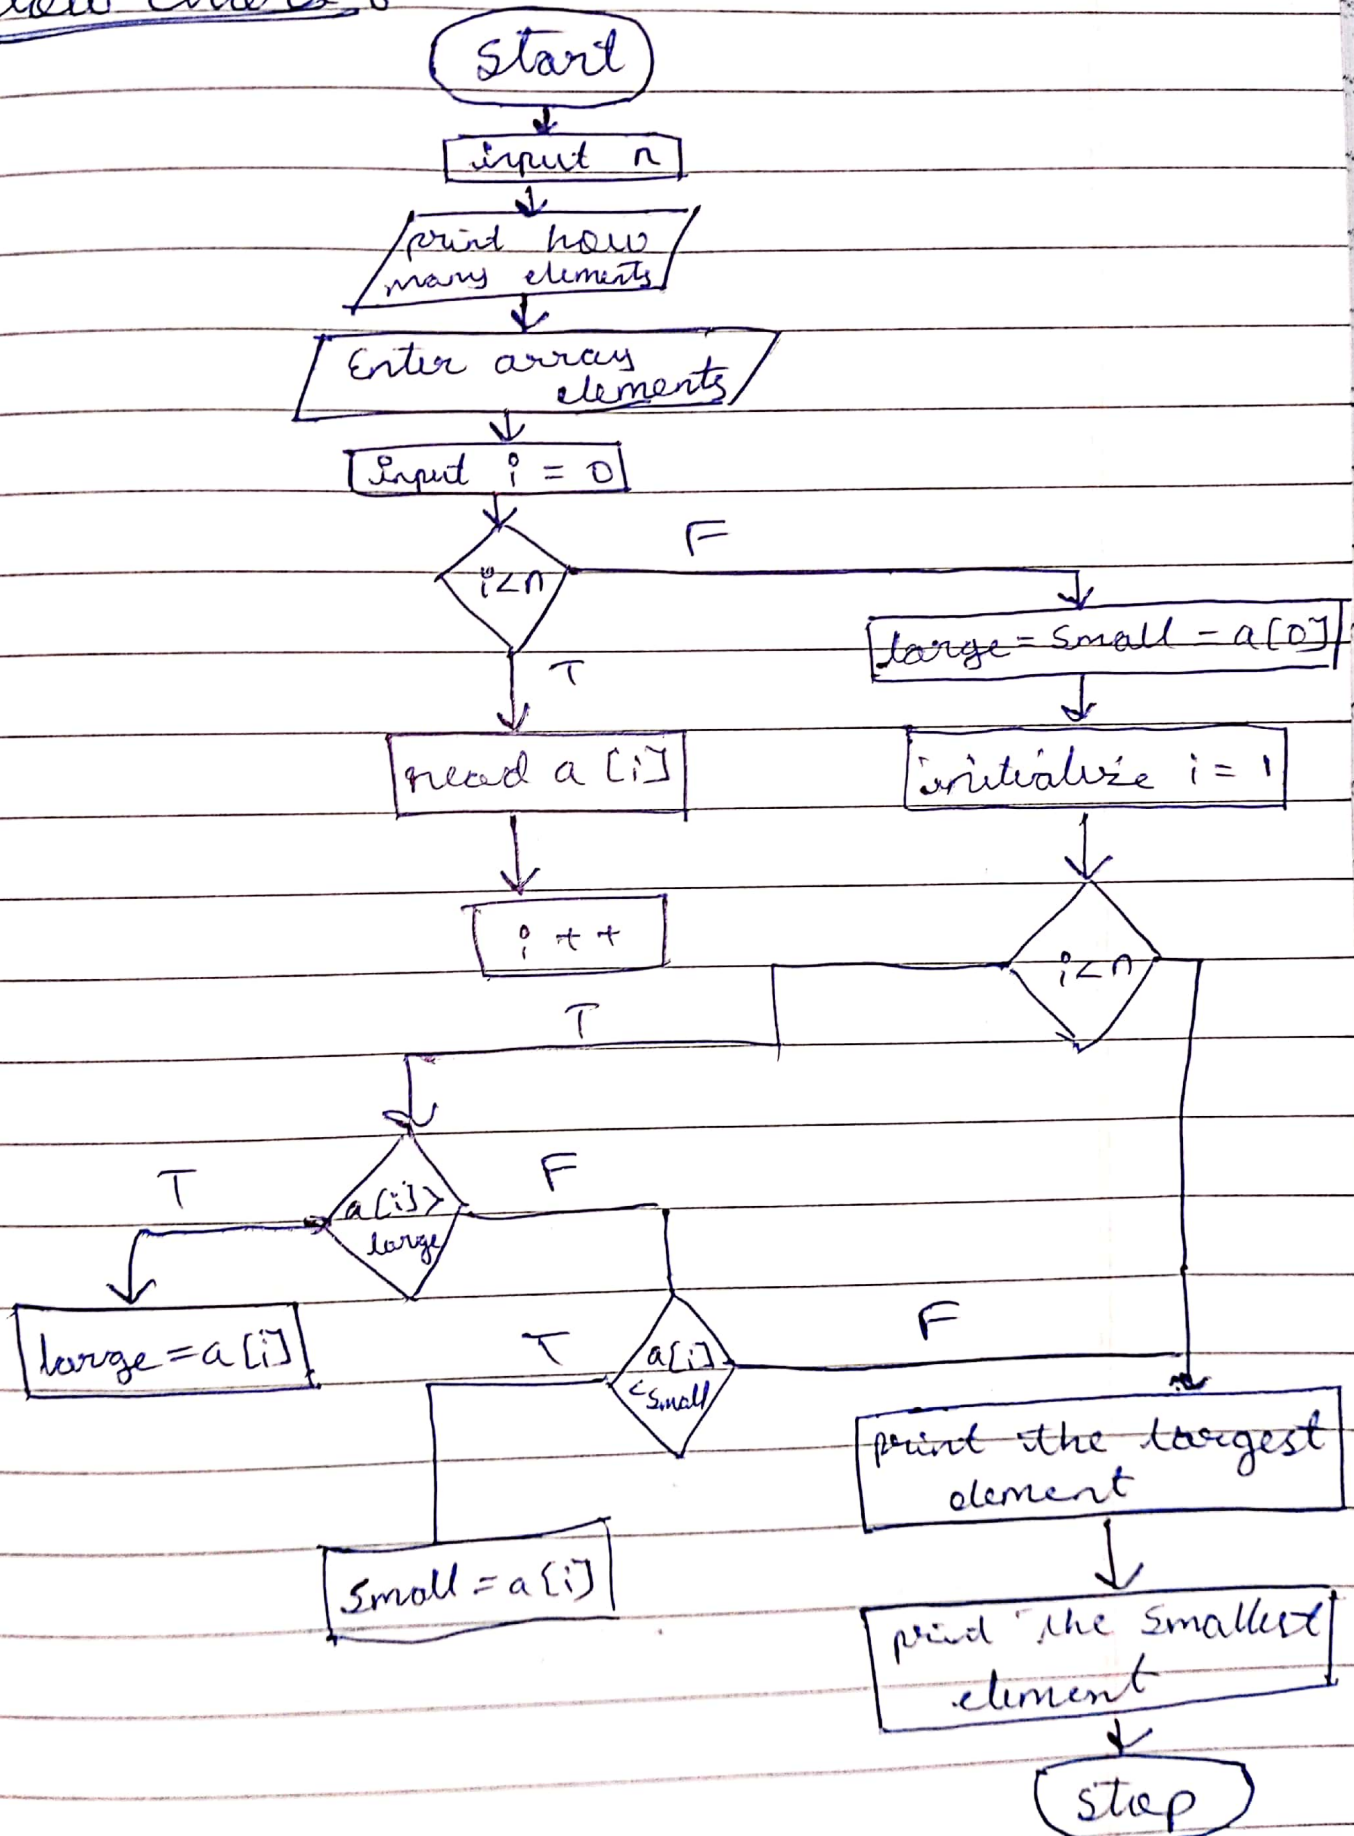 Start
input n
print how
many elements
Enter array
elements
input i = 0
i<n
F
T
large = small = a[0]
read a[i]
initialize i = 1
i++
i<n
T
a[i]>
large
T
F
large = a[i]
a[i]
<small
T
F
small = a[i]
print the largest
element
print the smallest
element
stop